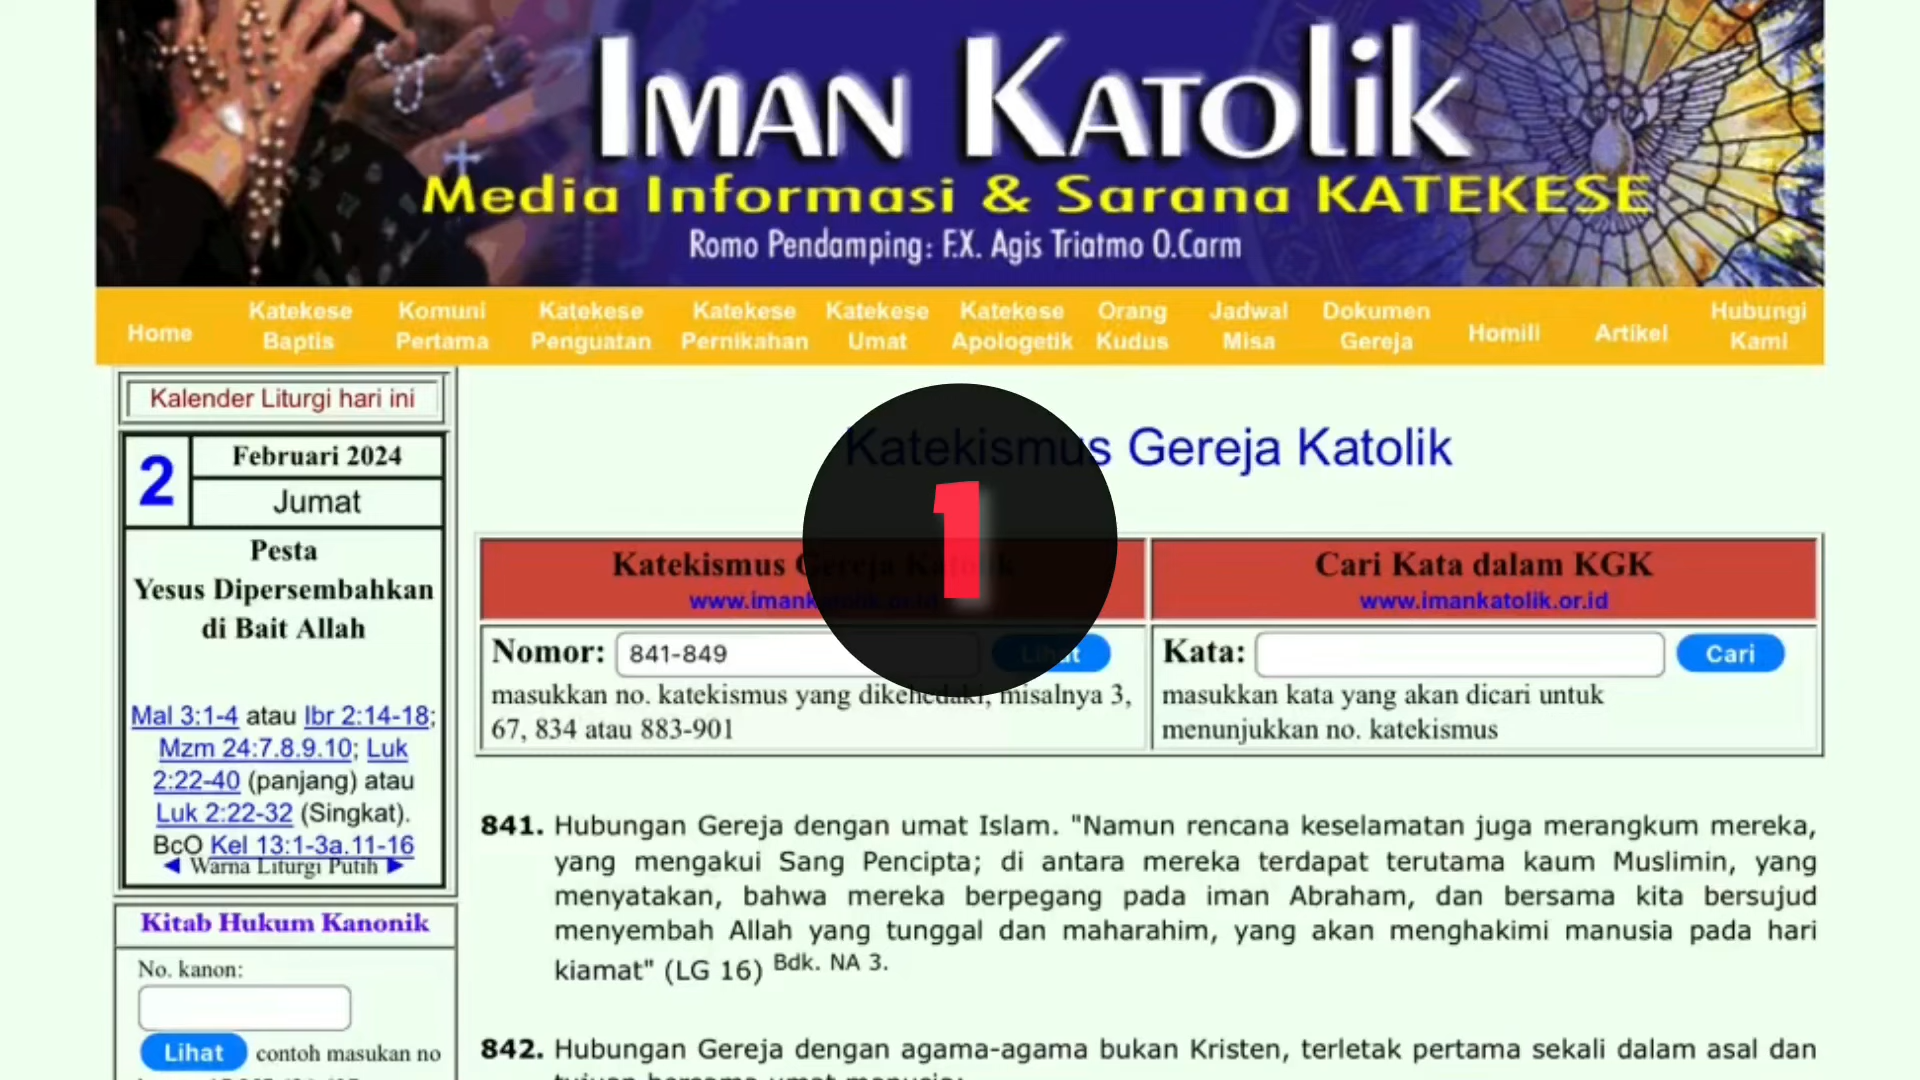 IMAN KATOLIK
Media Informasi & Sarana KATEKESE
Romo Pendamping: F.X. Agis Triatmo O.Carm
Home
Katekese Baptis
Komuni Pertama
Katekese Penguatan
Katekese Pernikahan
Katekese Umat
Katekese Apologetik
Orang Kudus
Jadwal Misa
Dokumen Gereja
Homili
Artikel
Hubungi Kami
Kalender Liturgi hari ini
2
Februari 2024
Jumat
Pesta
Yesus Dipersembahkan
di Bait Allah
Mal 3:1-4 atau Ibr 2:14-18;
Mzm 24:7.8.9.10; Luk
2:22-40 (panjang) atau
Luk 2:22-32 (Singkat).
BcO Kel 13:1-3a.11-16
◄ Warna Liturgi Putih ►
Kitab Hukum Kanonik
No. kanon:
Lihat contoh masukan no
Katekismus Gereja Katolik
1
Katekismus Gereja Katolik
www.imankatolik.or.id
Nomor: 841-849 Lihat
masukkan no. katekismus yang dikehedaki, misalnya 3,
67, 834 atau 883-901
Cari Kata dalam KGK
www.imankatolik.or.id
Kata: Cari
masukkan kata yang akan dicari untuk
menunjukkan no. katekismus
841. Hubungan Gereja dengan umat Islam. "Namun rencana keselamatan juga merangkum mereka,
yang mengakui Sang Pencipta; di antara mereka terdapat terutama kaum Muslimin, yang
menyatakan, bahwa mereka berpegang pada iman Abraham, dan bersama kita bersujud
menyembah Allah yang tunggal dan maharahim, yang akan menghakimi manusia pada hari
kiamat" (LG 16) Bdk. NA 3.
842. Hubungan Gereja dengan agama-agama bukan Kristen, terletak pertama sekali dalam asal dan